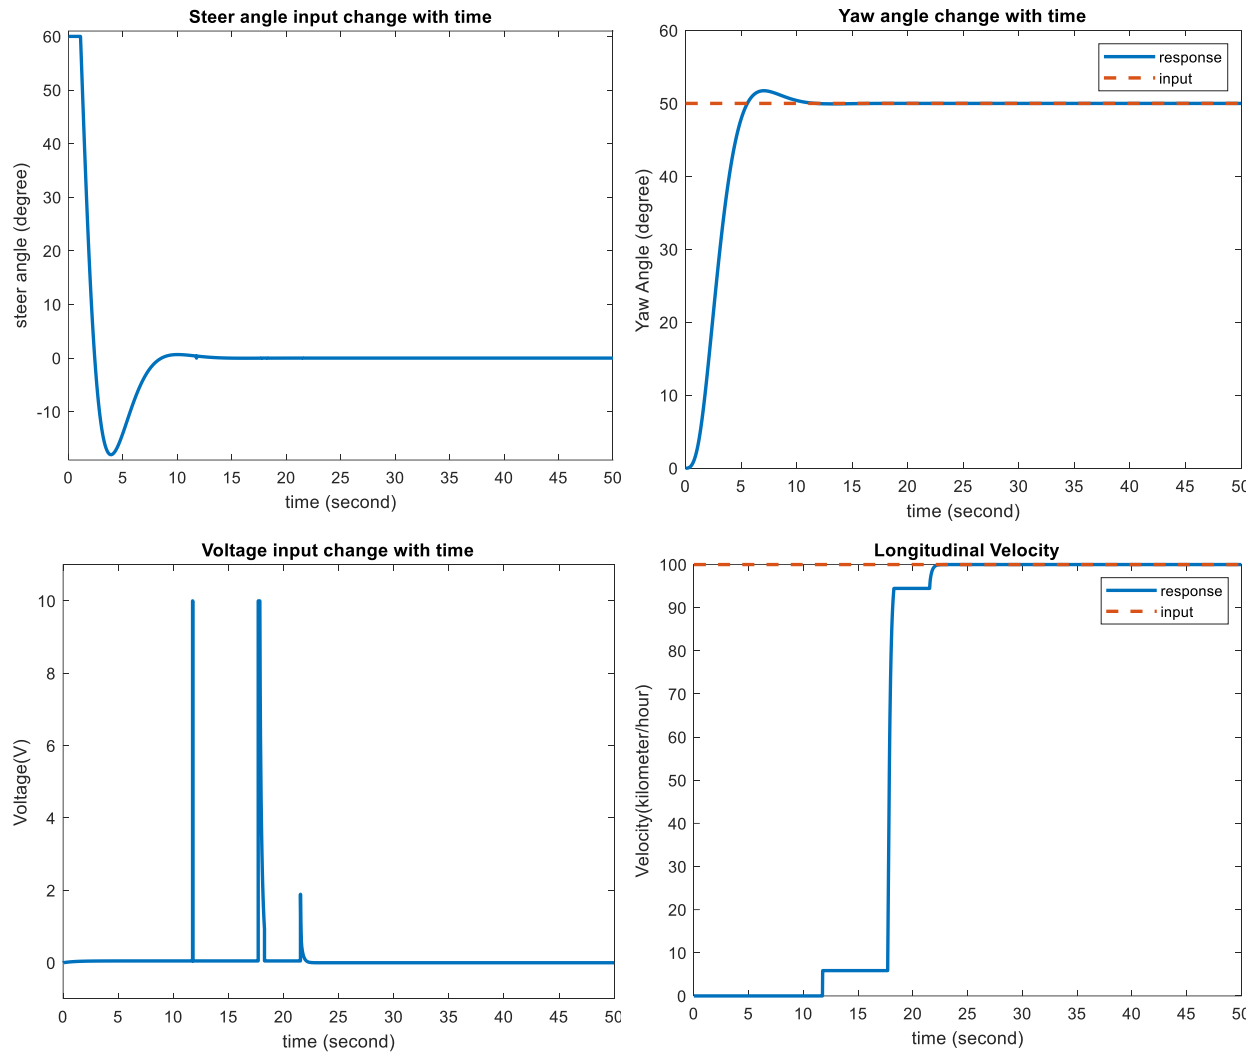 Steer angle input change with time
steer angle (degree)
60
50
40
30
20
10
0
-10
0 5 10 15 20 25 30 35 40 45 50
time (second)
Yaw angle change with time
response
input
Yaw Angle (degree)
60
50
40
30
20
10
0
0 5 10 15 20 25 30 35 40 45 50
time (second)
Voltage input change with time
Voltage(V)
10
8
6
4
2
0
0 5 10 15 20 25 30 35 40 45 50
time (second)
Longitudinal Velocity
response
input
Velocity(kilometer/hour)
100
90
80
70
60
50
40
30
20
10
0
0 5 10 15 20 25 30 35 40 45 50
time (second)